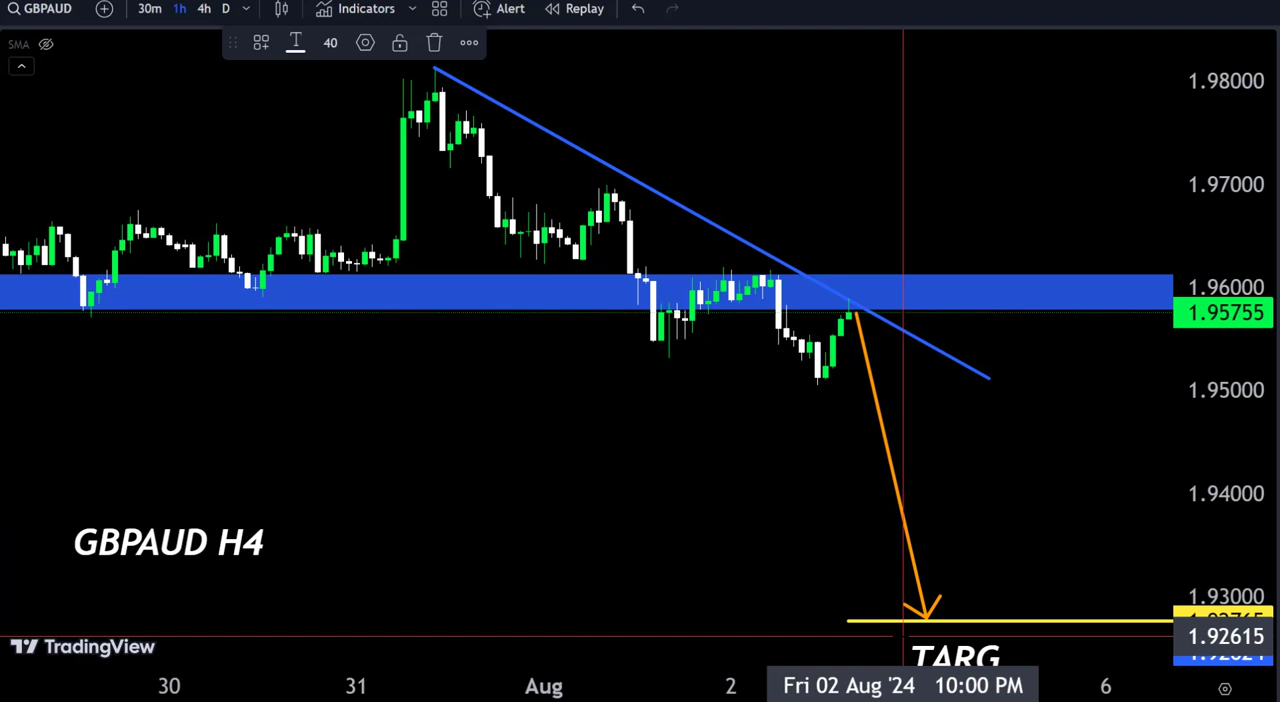 GBPAUD 30m 1h 4h D Indicators Alert Replay
40
SMA
1.98000
1.97000
1.96000
1.95755
1.95000
1.94000
GBPAUD H4
1.93000
1.92615
TradingView
TARG
30 31 Aug 2 Fri 02 Aug '24 10:00 PM 6